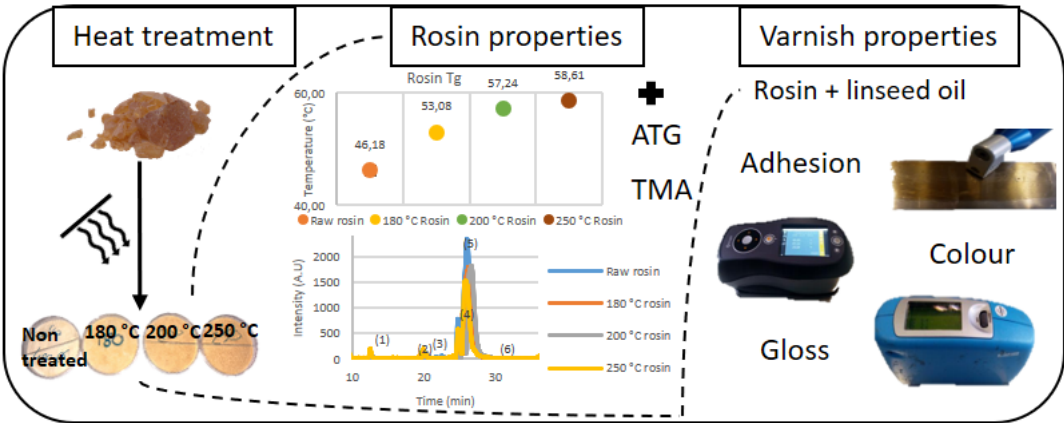 Heat treatment
Non treated
180 °C
200 °C
250 °C
Rosin properties
Rosin Tg
Temperature (°C)
60,00
40,00
46,18
53,08
57,24
58,61
Raw rosin
180 °C Rosin
200 °C Rosin
250 °C Rosin
ATG
TMA
Intensity (A.U)
2000
1500
1000
500
0
(1)
(2)
(3)
(4)
(5)
(6)
10
20
30
Time (min)
Raw rosin
180 °C rosin
200 °C rosin
250 °C rosin
Varnish properties
Rosin + linseed oil
Adhesion
Colour
Gloss